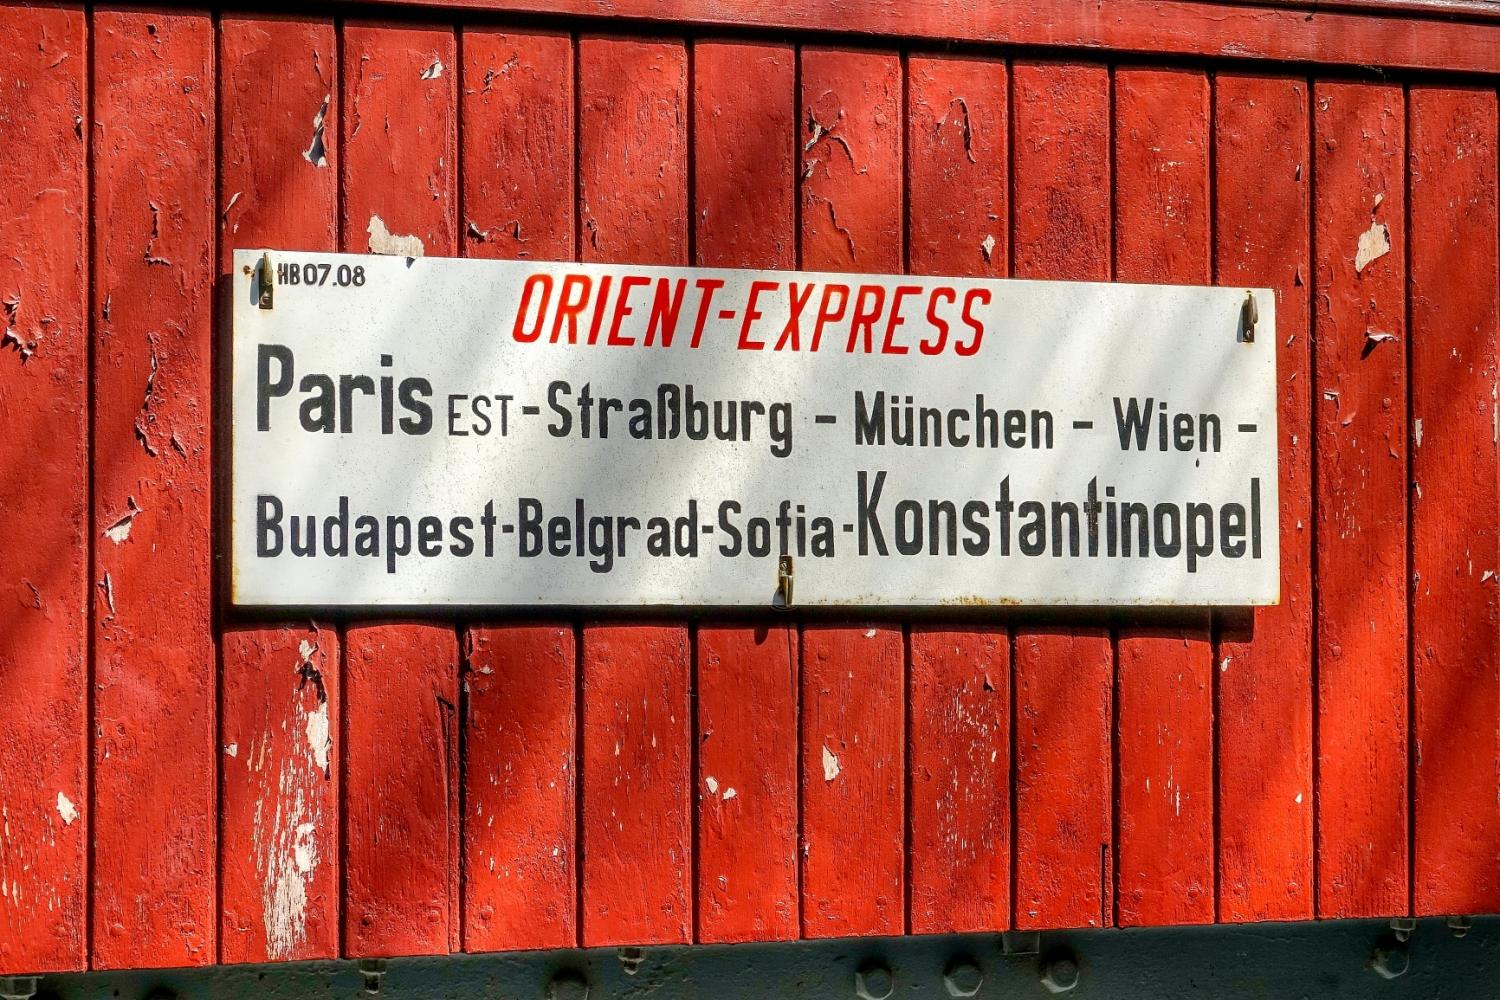 HB07.08
ORIENT-EXPRESS
Paris EST-Straßburg - München - Wien -
Budapest-Belgrad-Sofia-Konstantinopel